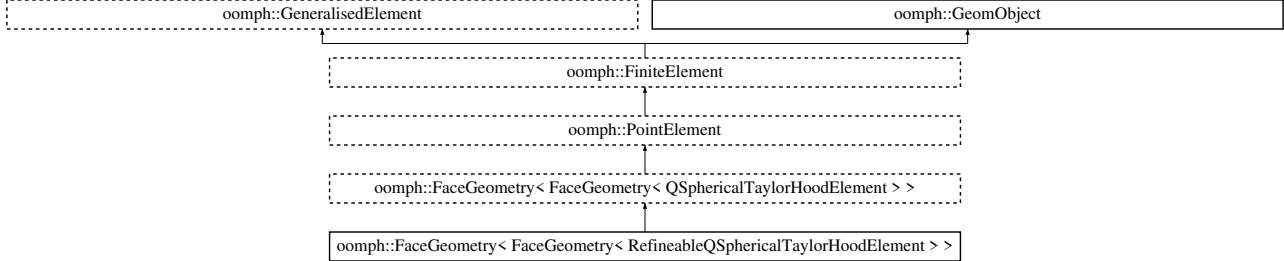 oomph::GeneralisedElement
oomph::GeomObject
oomph::FiniteElement
oomph::PointElement
oomph::FaceGeometry< FaceGeometry< QSphericalTaylorHoodElement > >
oomph::FaceGeometry< FaceGeometry< RefineableQSphericalTaylorHoodElement > >